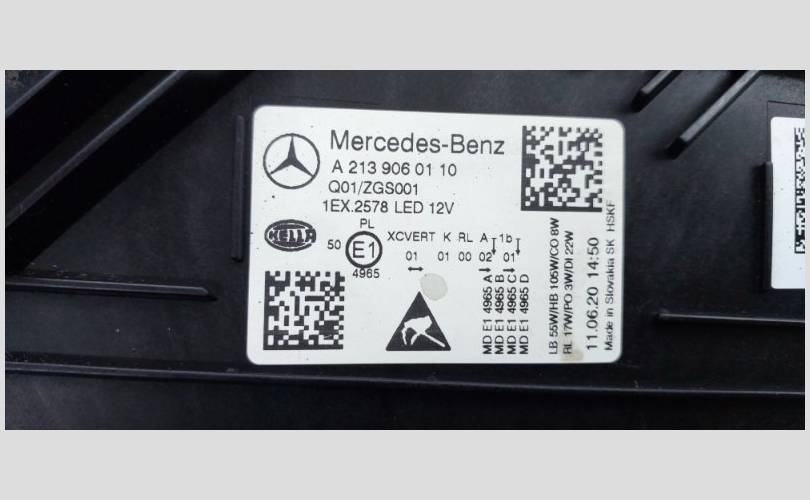 Mercedes-Benz
A 213 906 01 10
Q01/ZGS001
1EX.2578 LED 12V
HELLA
PL
50 E1 XCVERT K RL A 1b
01 01 00 02 01
4965
MD E1 4965 A
MD E1 4965 B
MD E1 4965 C
MD E1 4965 D
LB 55W/HB 105W/CO 8W
RL 17W/PO 3W/DI 22W
11.06.20 14:50
Made in Slovakia SK HSKF